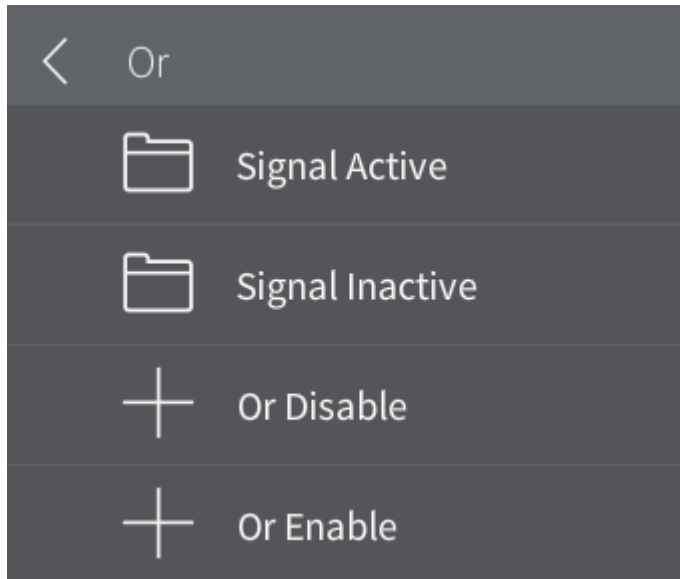 Or
Signal Active
Signal Inactive
Or Disable
Or Enable